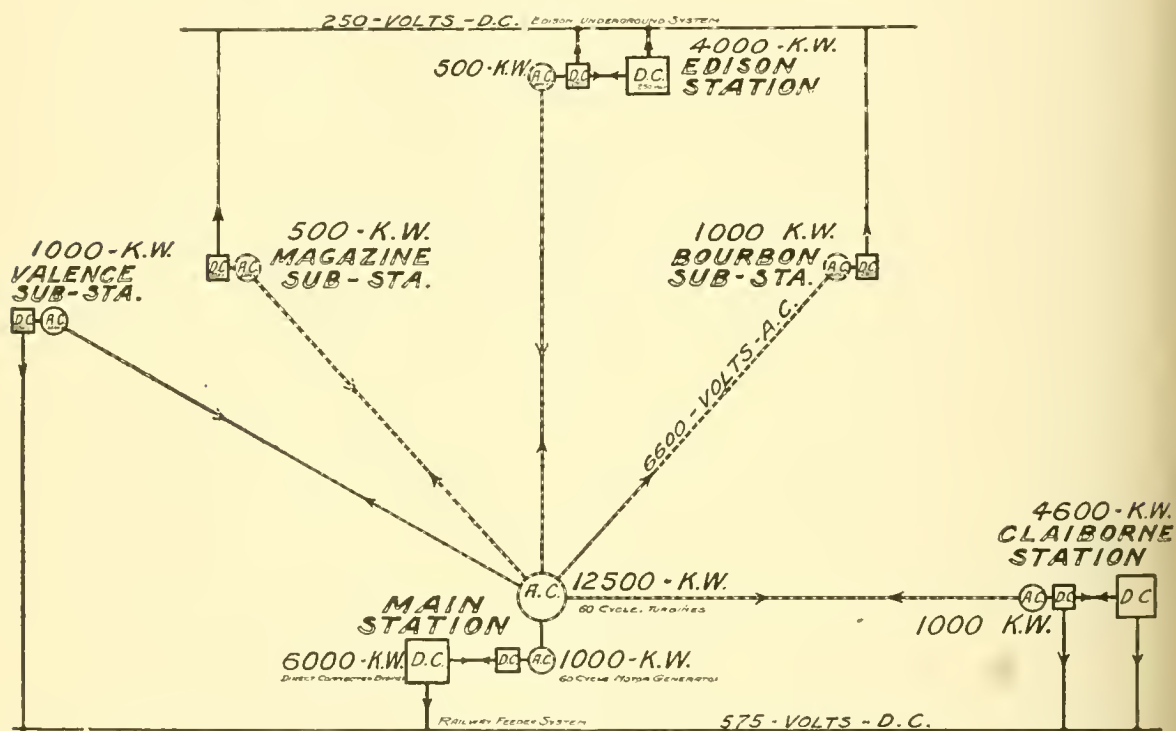 250-VOLTS-D.C. EDISON UNDERGROUND SYSTEM
500-K.W.
A.C.
D.C.
D.C.
4000-K.W.
EDISON
STATION
1000-K.W.
VALENCE
SUB-STA.
D.C.
A.C.
500-K.W.
MAGAZINE
SUB-STA.
D.C.
A.C.
1000 K.W.
BOURBON
SUB-STA.
A.C.
D.C.
6600-VOLTS-A.C.
4600-K.W.
CLAIBORNE
STATION
A.C.
D.C.
D C
1000 K.W.
A.C.
12500-K.W.
60 CYCLE. TURBINES
MAIN
STATION
6000-K.W.
DIRECT CONNECTED
D.C.
D.C.
A.C.
1000-K.W.
60 CYCLE MOTOR GENERATOR
RAILWAY FEEDER SYSTEM
575-VOLTS-D.C.